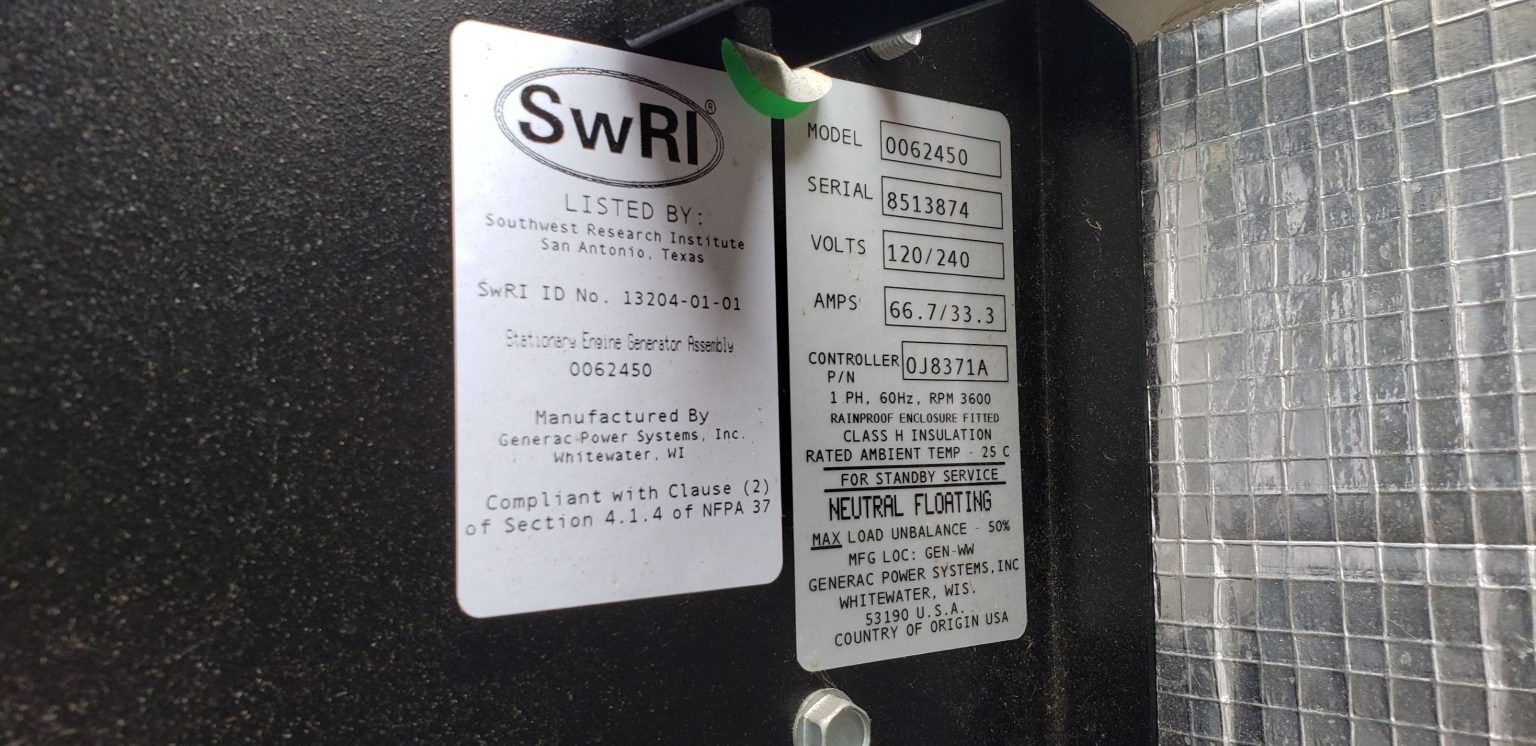 SwRI®
LISTED BY:
Southwest Research Institute
San Antonio, Texas
SwRI ID No. 13204-01-01
Stationary Engine Generator Assembly
0062450
Manufactured By
Generac Power Systems, Inc.
Whitewater, WI
Compliant with Clause (2)
of Section 4.1.4 of NFPA 37
MODEL 0062450
SERIAL 8513874
VOLTS 120/240
AMPS 66.7/33.3
CONTROLLER P/N 0J8371A
1 PH, 60Hz, RPM 3600
RAINPROOF ENCLOSURE FITTED
CLASS H INSULATION
RATED AMBIENT TEMP - 25 C
FOR STANDBY SERVICE
NEUTRAL FLOATING
MAX LOAD UNBALANCE - 50%
MFG LOC: GEN-WW
GENERAC POWER SYSTEMS, INC
WHITEWATER, WIS.
53190 U.S.A.
COUNTRY OF ORIGIN USA